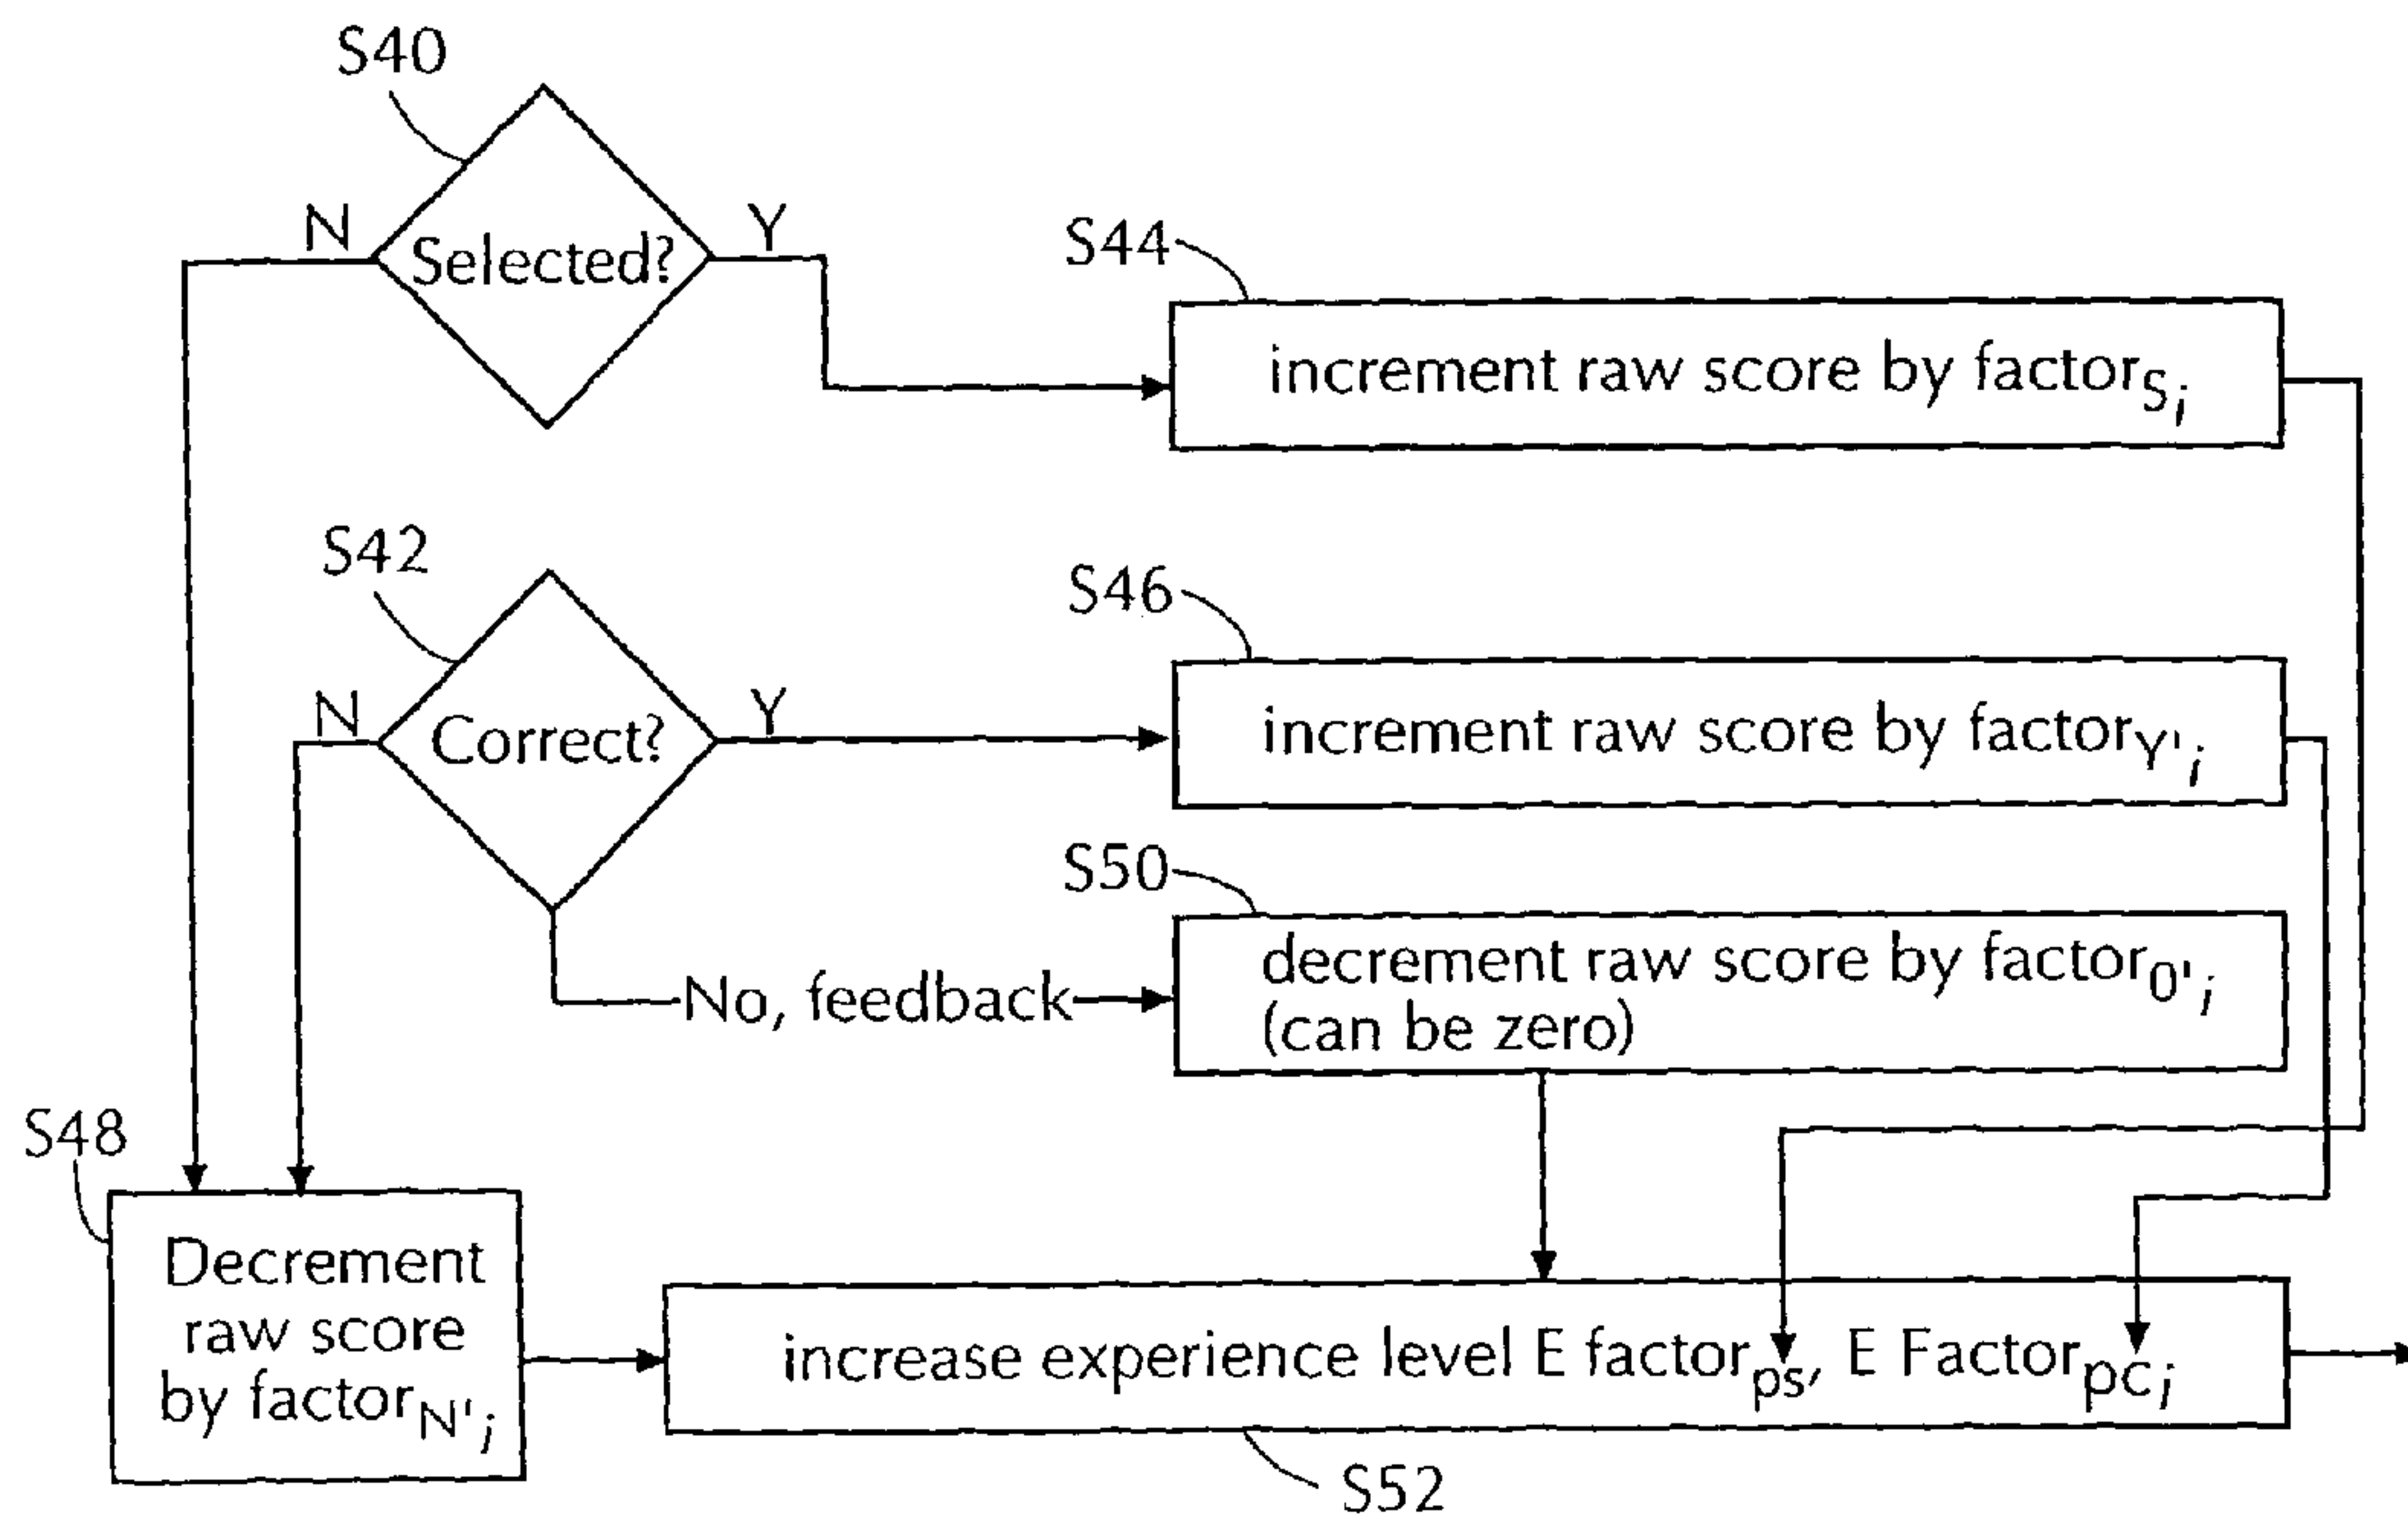 S40
N
Selected?
Y
S44
increment raw score by factorSi
S42
N
Correct?
Y
S46
increment raw score by factorY'i
S50
No, feedback
decrement raw score by factor0'i
(can be zero)
S48
Decrement
raw score
by factorN'i
increase experience level E factorps, E Factorpci
S52